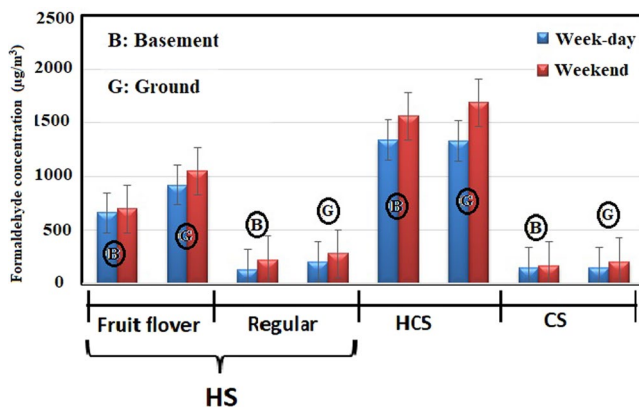 Formaldehyde concentration (µg/m³)
2500
2000
1500
1000
500
0
B: Basement
G: Ground
Week-day
Weekend
B
G
B
G
B
G
B
G
Fruit flover
Regular
HCS
CS
HS